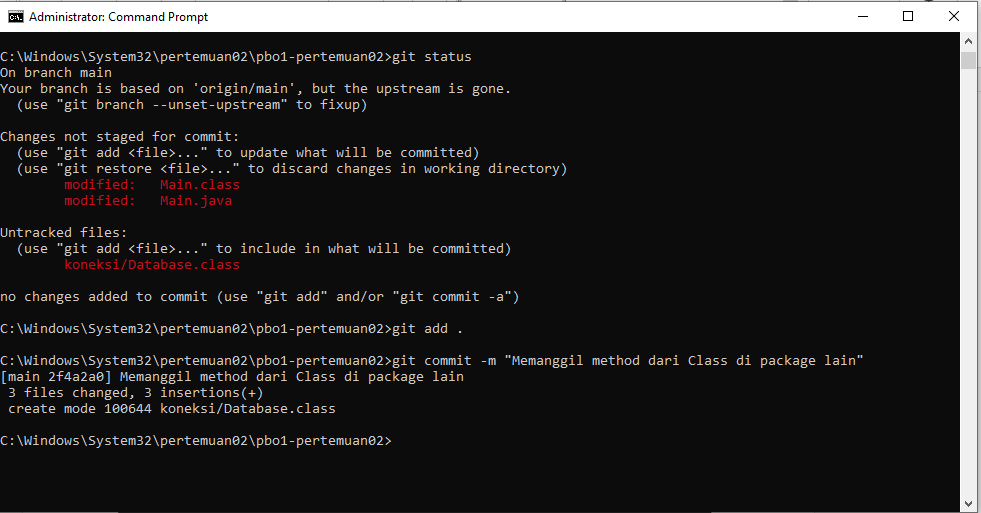 Administrator: Command Prompt
C:\Windows\System32\pertemuan02\pbo1-pertemuan02>git status
On branch main
Your branch is based on 'origin/main', but the upstream is gone.
  (use "git branch --unset-upstream" to fixup)
Changes not staged for commit:
  (use "git add <file>..." to update what will be committed)
  (use "git restore <file>..." to discard changes in working directory)
        modified:   Main.class
        modified:   Main.java
Untracked files:
  (use "git add <file>..." to include in what will be committed)
        koneksi/Database.class
no changes added to commit (use "git add" and/or "git commit -a")
C:\Windows\System32\pertemuan02\pbo1-pertemuan02>git add .
C:\Windows\System32\pertemuan02\pbo1-pertemuan02>git commit -m "Memanggil method dari Class di package lain"
[main 2f4a2a0] Memanggil method dari Class di package lain
 3 files changed, 3 insertions(+)
 create mode 100644 koneksi/Database.class
C:\Windows\System32\pertemuan02\pbo1-pertemuan02>